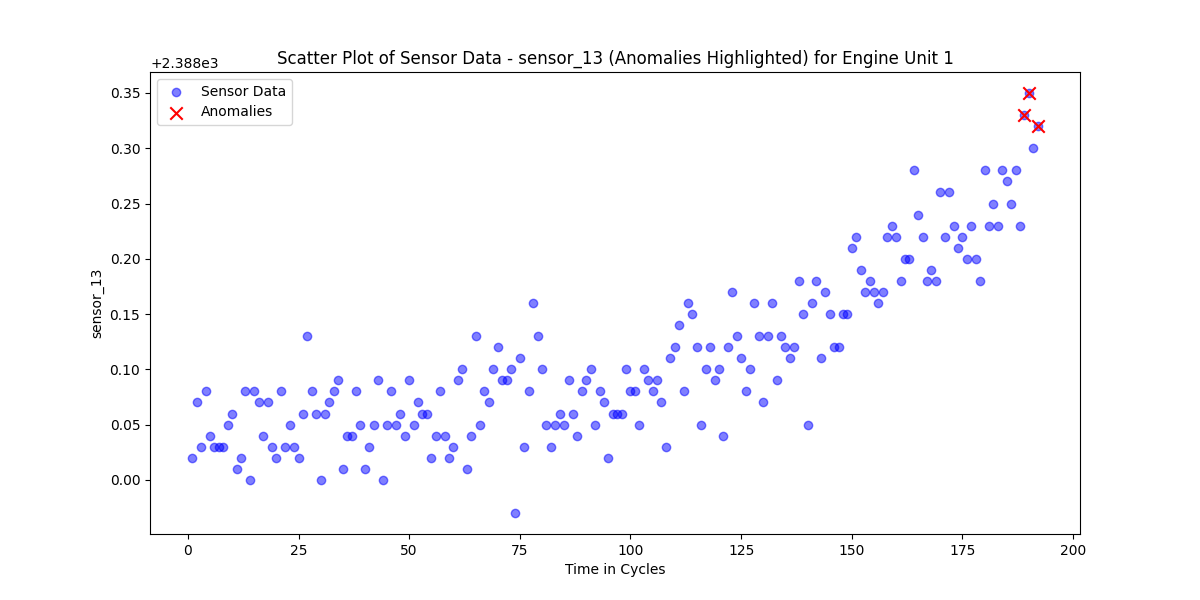 Scatter Plot of Sensor Data - sensor_13 (Anomalies Highlighted) for Engine Unit 1
+2.388e3
Sensor Data
Anomalies
0.35
0.30
0.25
0.20
0.15
0.10
0.05
0.00
sensor_13
0 25 50 75 100 125 150 175 200
Time in Cycles